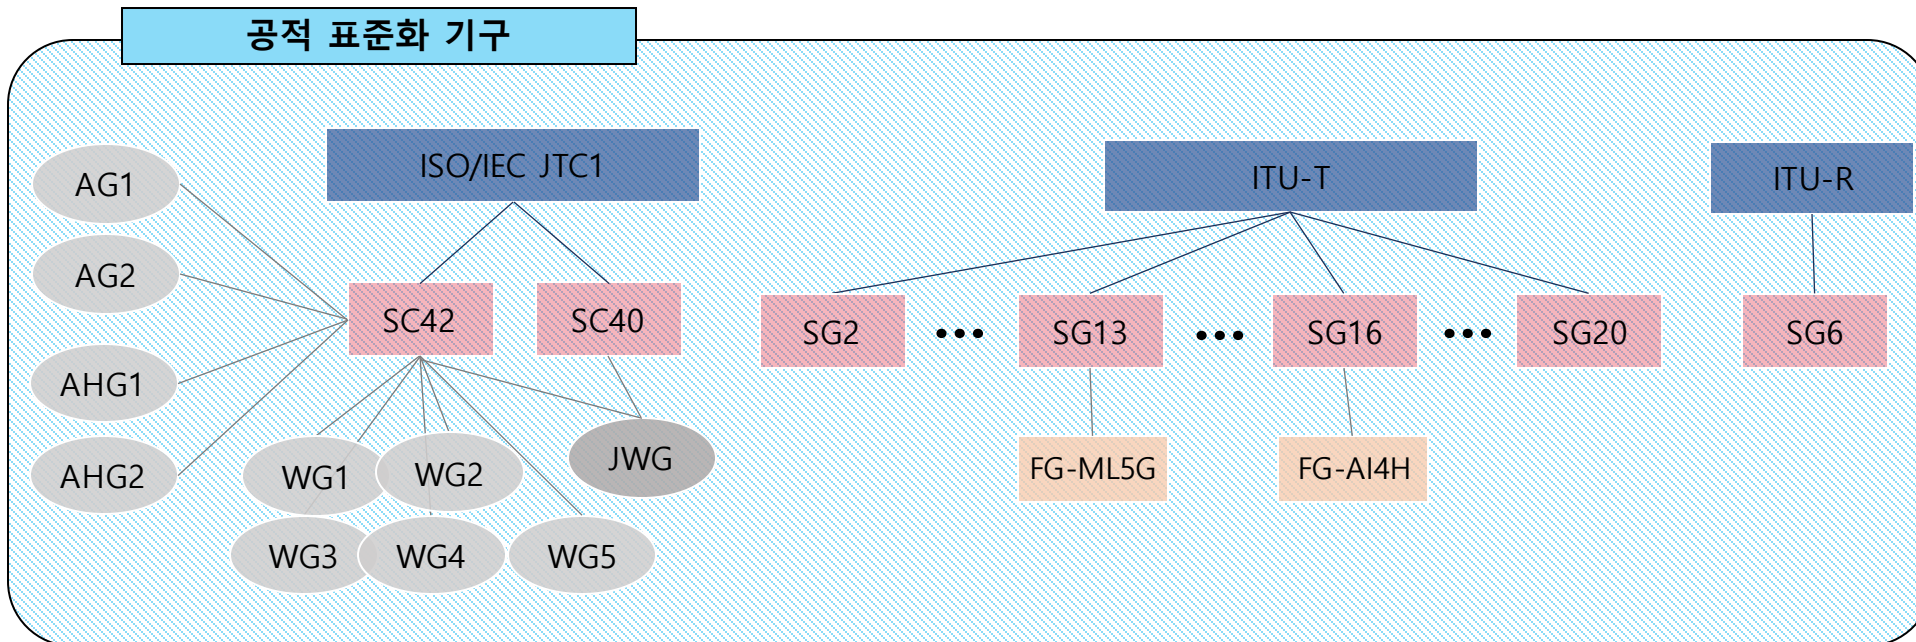 공적 표준화 기구
ISO/IEC JTC1
ITU-T
ITU-R
AG1
AG2
AHG1
AHG2
SC42
SC40
SG2
•••
SG13
•••
SG16
•••
SG20
SG6
WG1
WG2
JWG
FG-ML5G
FG-AI4H
WG3
WG4
WG5